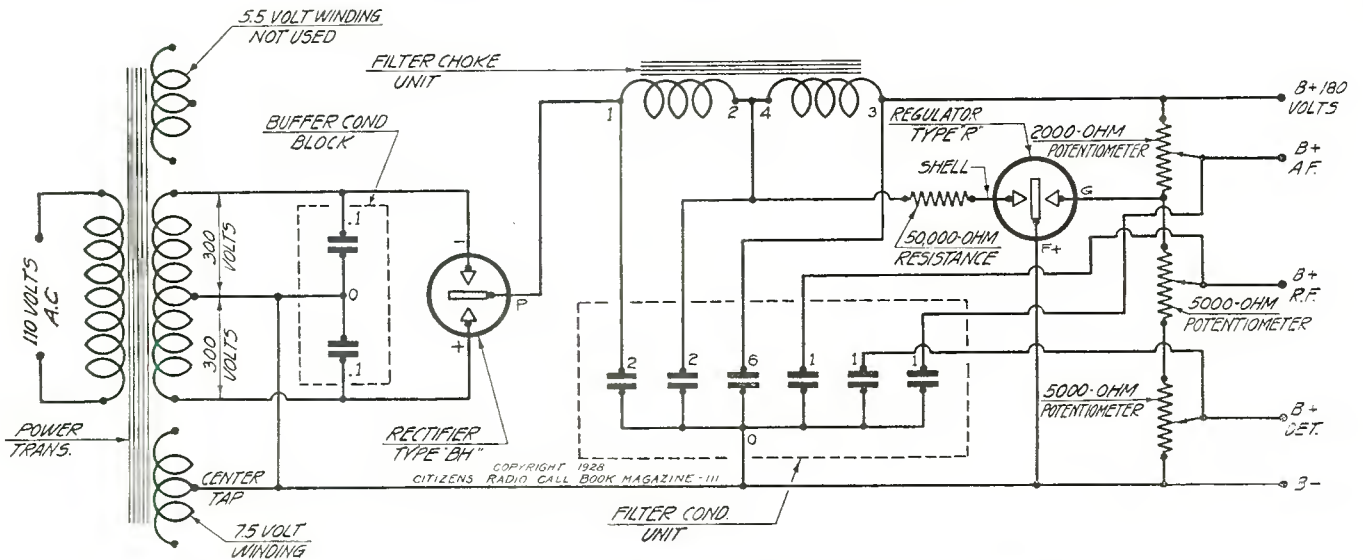 5.5 VOLT WINDING
NOT USED
FILTER CHOKE
UNIT
BUFFER COND
BLOCK
110 VOLTS
A.C
300
VOLTS
300
VOLTS
.1
0
.1
-
+
P
POWER
TRANS.
CENTER
TAP
7.5 VOLT
WINDING
RECTIFIER
TYPE "BH"
COPYRIGHT 1928
CITIZENS RADIO CALL BOOK MAGAZINE-111
1
2
4
3
REGULATOR
TYPE "R"
SHELL
G
F+
50,000-OHM
RESISTANCE
2
2
6
1
1
1
0
FILTER COND.
UNIT
2000-OHM
POTENTIOMETER
5000-OHM
POTENTIOMETER
5000-OHM
POTENTIOMETER
B+180
VOLTS
B+
A.F.
B+
R.F.
B+
DET.
B-